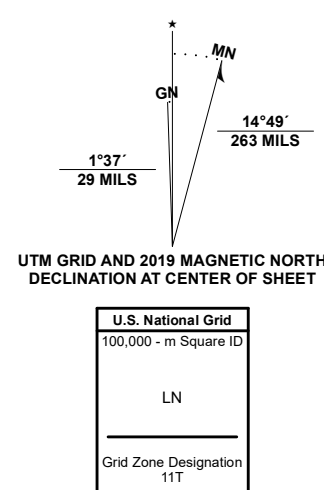 ★
MN
GN
14°49´
263 MILS
1°37´
29 MILS
UTM GRID AND 2019 MAGNETIC NORTH
DECLINATION AT CENTER OF SHEET
U.S. National Grid
100,000 - m Square ID
LN
Grid Zone Designation
11T